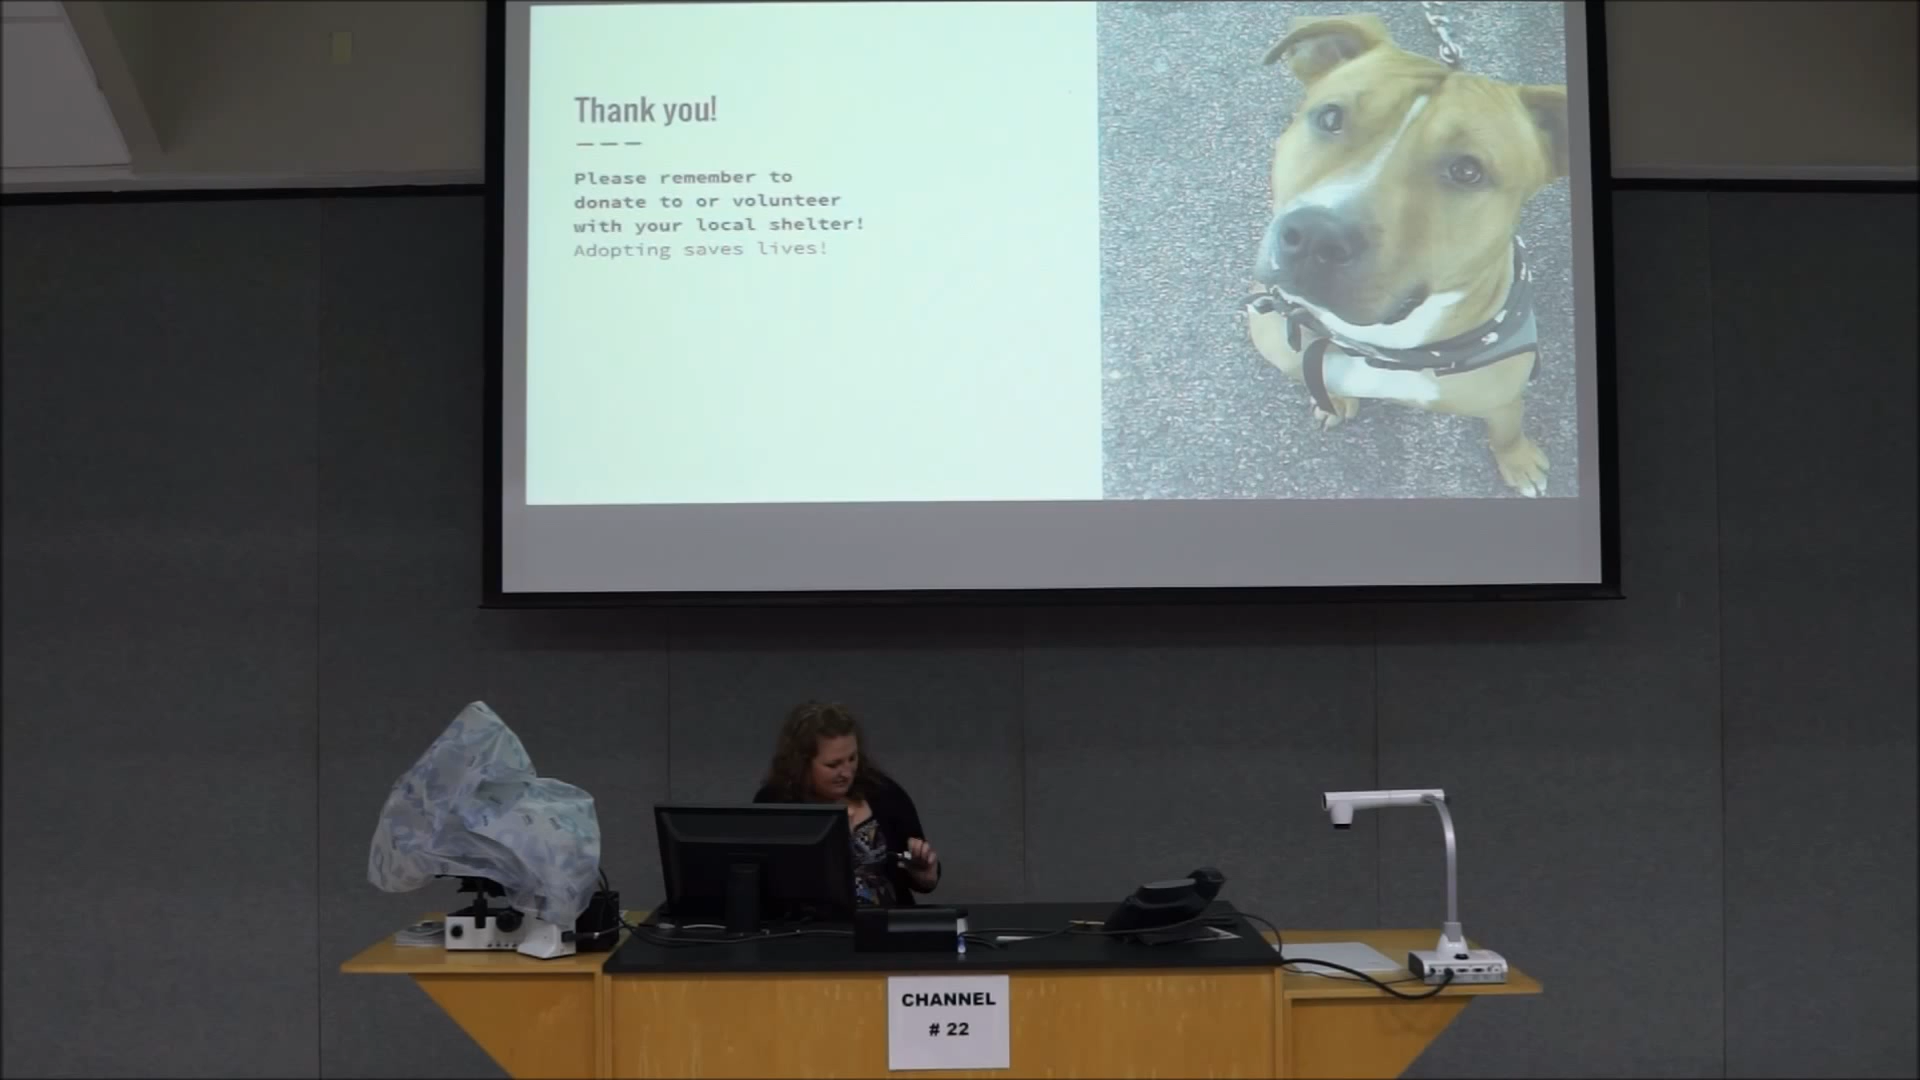 Thank you!
Please remember to
donate to or volunteer
with your local shelter!
Adopting saves lives!
CHANNEL
# 22